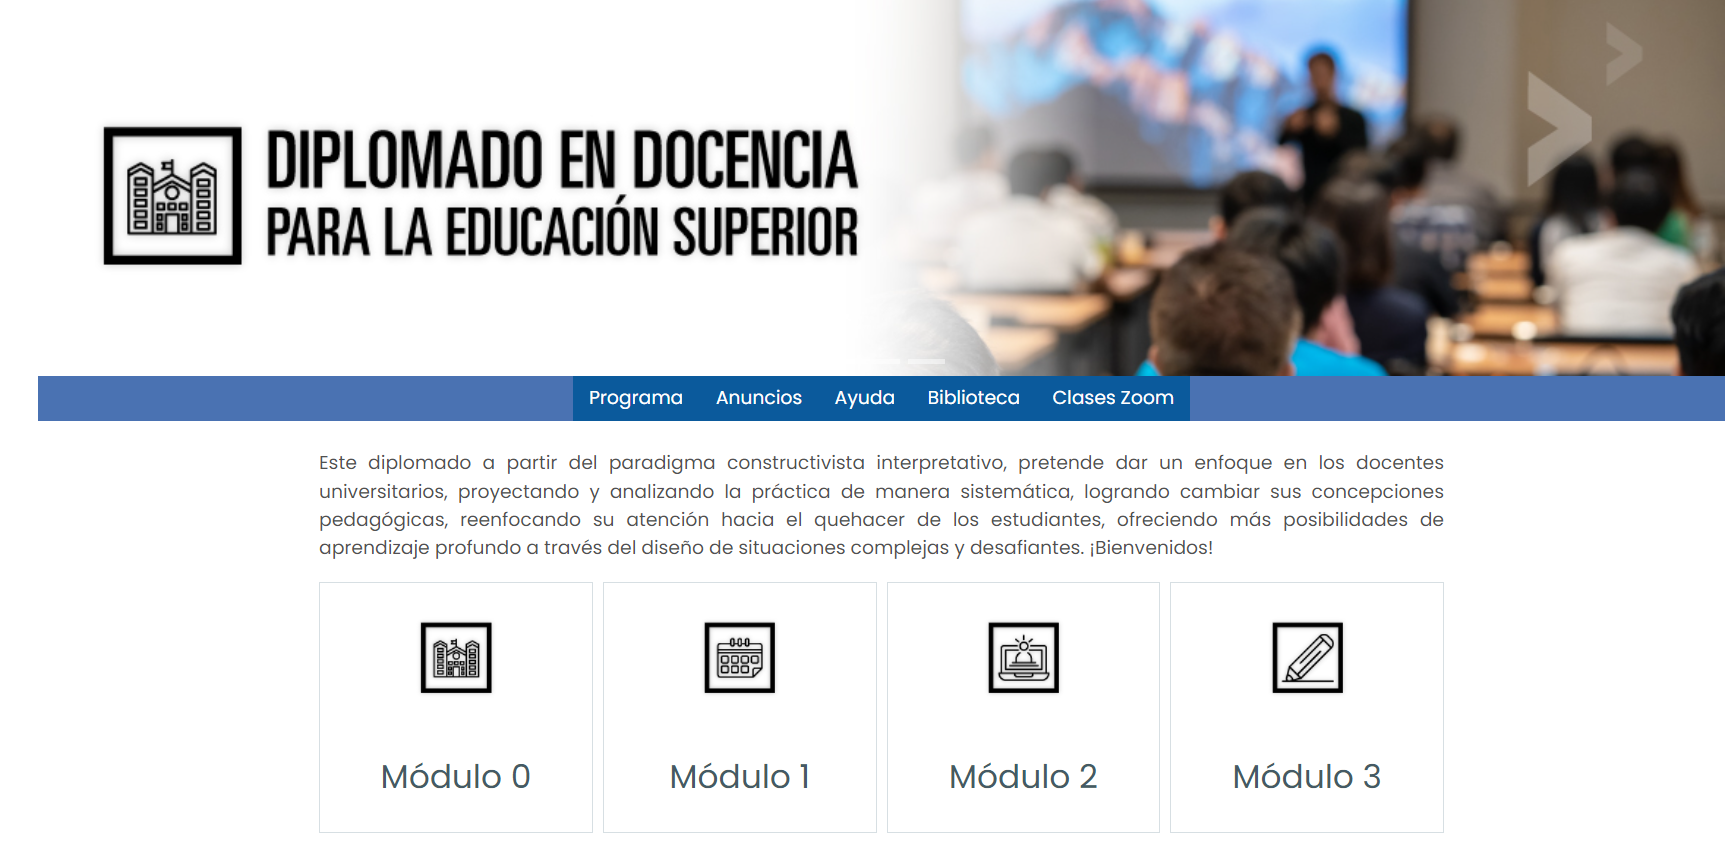 DIPLOMADO EN DOCENCIA
PARA LA EDUCACIÓN SUPERIOR
Programa Anuncios Ayuda Biblioteca Clases Zoom
Este diplomado a partir del paradigma constructivista interpretativo, pretende dar un enfoque en los docentes
universitarios, proyectando y analizando la práctica de manera sistemática, logrando cambiar sus concepciones
pedagógicas, reenfocando su atención hacia el quehacer de los estudiantes, ofreciendo más posibilidades de
aprendizaje profundo a través del diseño de situaciones complejas y desafiantes. ¡Bienvenidos!
Módulo 0
Módulo 1
Módulo 2
Módulo 3